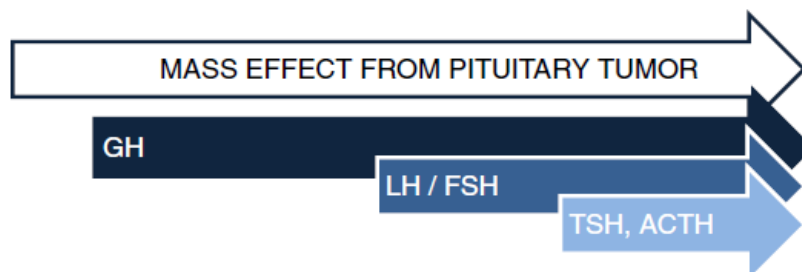 MASS EFFECT FROM PITUITARY TUMOR
GH
LH / FSH
TSH, ACTH